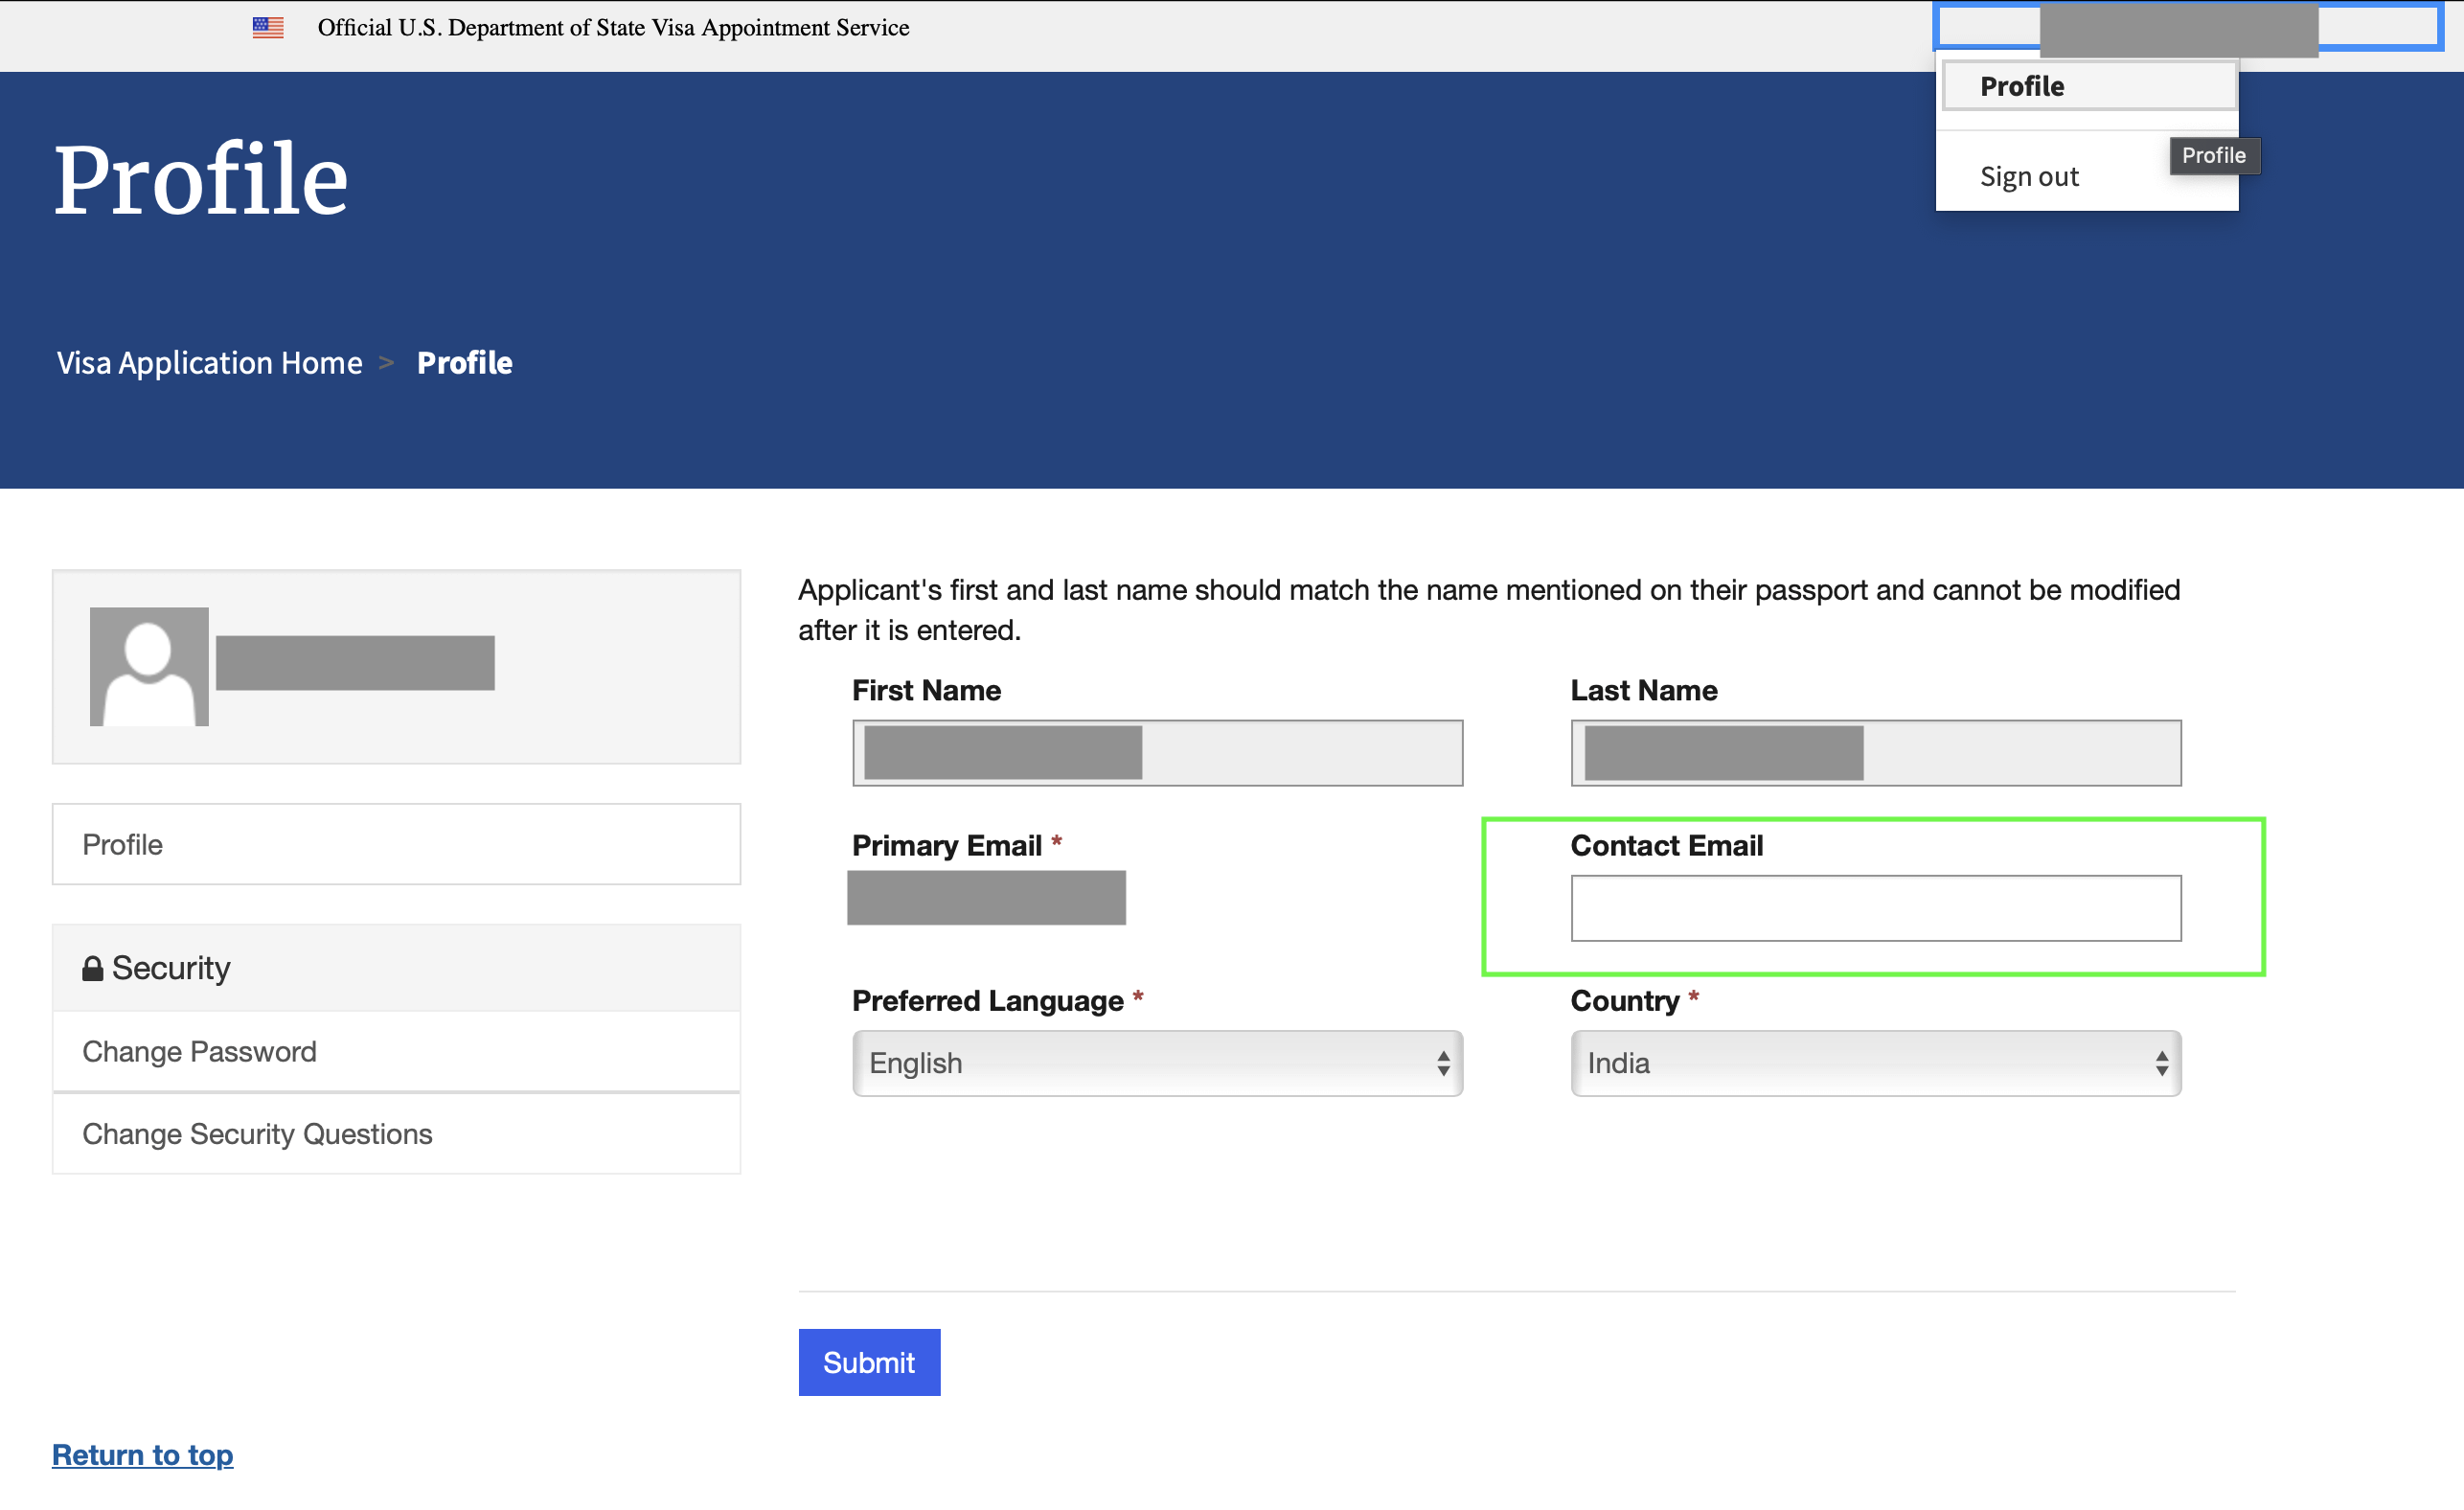 Official U.S. Department of State Visa Appointment Service
Profile
Profile
Sign out
Profile
Visa Application Home > Profile
Applicant's first and last name should match the name mentioned on their passport and cannot be modified
after it is entered.
First Name
Last Name
Primary Email *
Contact Email
Preferred Language *
Country *
English
India
Profile
Security
Change Password
Change Security Questions
Submit
Return to top